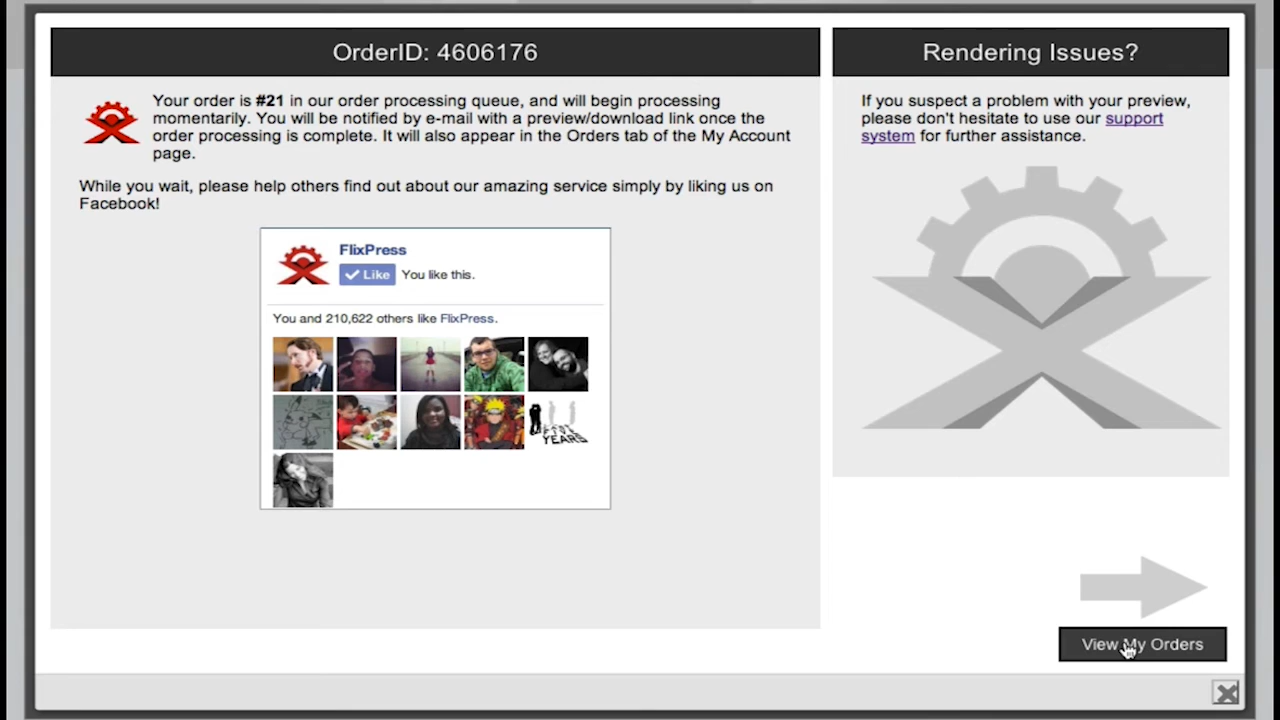 OrderID: 4606176
Your order is #21 in our order processing queue, and will begin processing
momentarily. You will be notified by e-mail with a preview/download link once the
order processing is complete. It will also appear in the Orders tab of the My Account
page.
While you wait, please help others find out about our amazing service simply by liking us on
Facebook!
FlixPress
Like You like this.
You and 210,622 others like FlixPress.
YEARS
Rendering Issues?
If you suspect a problem with your preview,
please don't hesitate to use our support
system for further assistance.
View My Orders